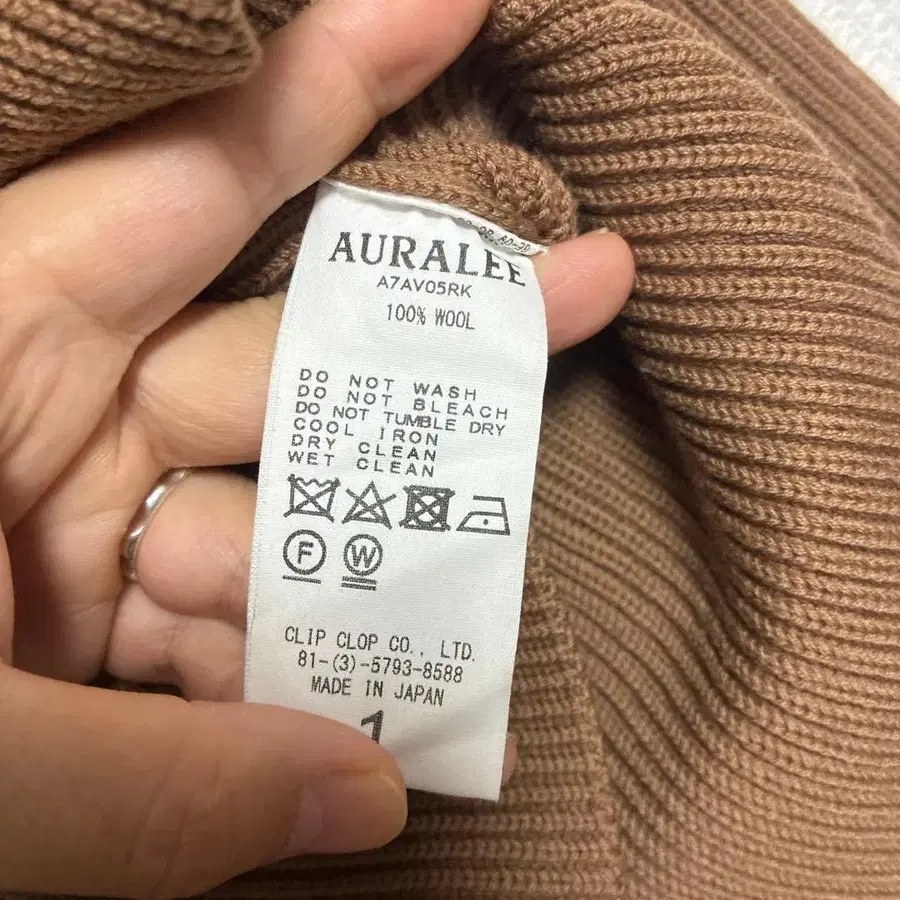 AURALEE
A7AV05RK
100% WOOL
DO NOT WASH
DO NOT BLEACH
DO NOT TUMBLE DRY
COOL IRON
DRY CLEAN
WET CLEAN
F W
CLIP CLOP CO., LTD.
81-(3)-5793-8588
MADE IN JAPAN
1